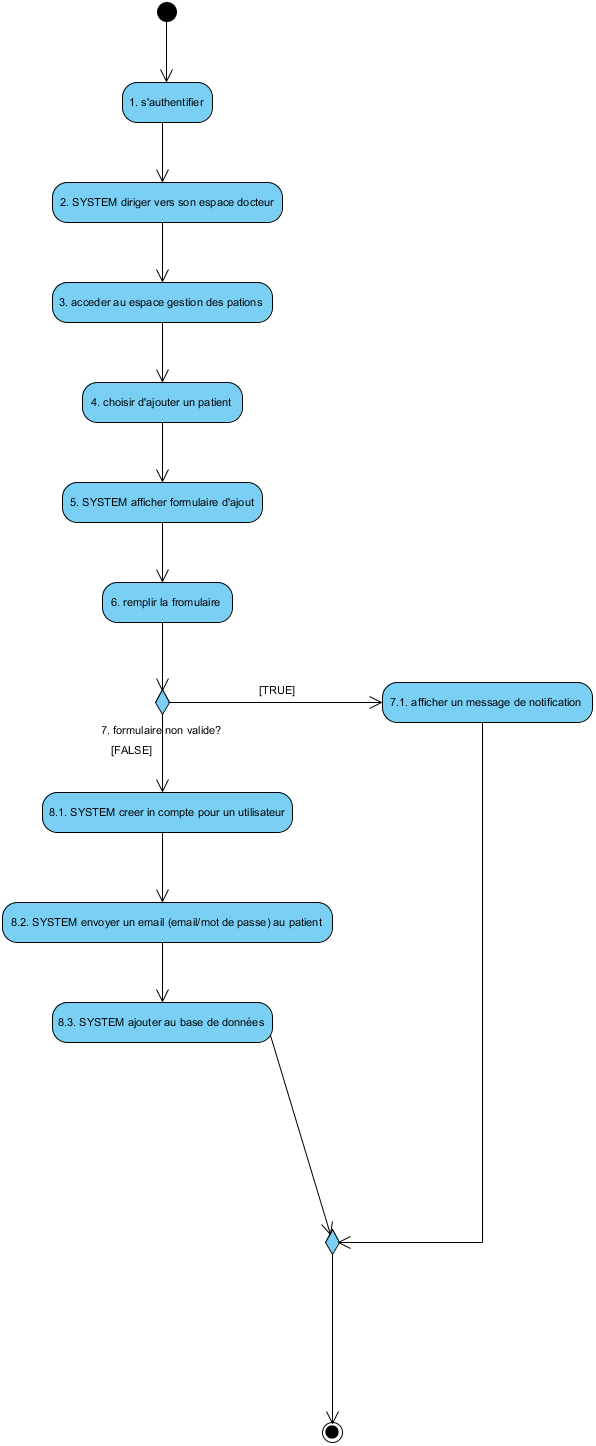 1. s'authentifier
2. SYSTEM diriger vers son espace docteur
3. acceder au espace gestion des pations
4. choisir d'ajouter un patient
5. SYSTEM afficher formulaire d'ajout
6. remplir la fromulaire
[TRUE]
7.1. afficher un message de notification
7. formulaire non valide?
[FALSE]
8.1. SYSTEM creer in compte pour un utilisateur
8.2. SYSTEM envoyer un email (email/mot de passe) au patient
8.3. SYSTEM ajouter au base de données